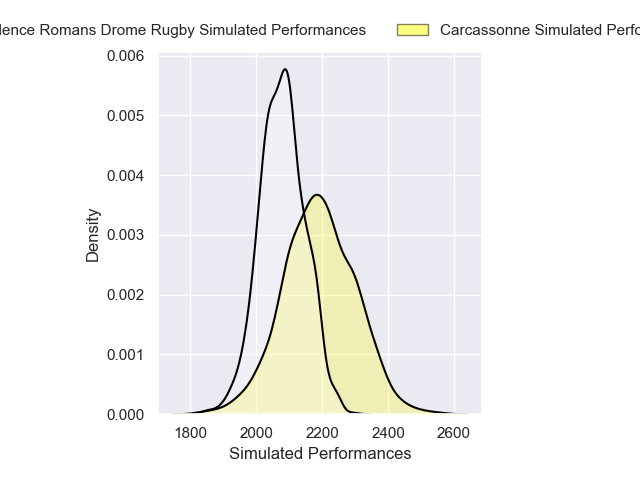 lence Romans Drome Rugby Simulated Performances Carcassonne Simulated Perfo
0.006
0.005
0.004
0.003
0.002
0.001
0.000
Density
1800 2000 2200 2400 2600
Simulated Performances